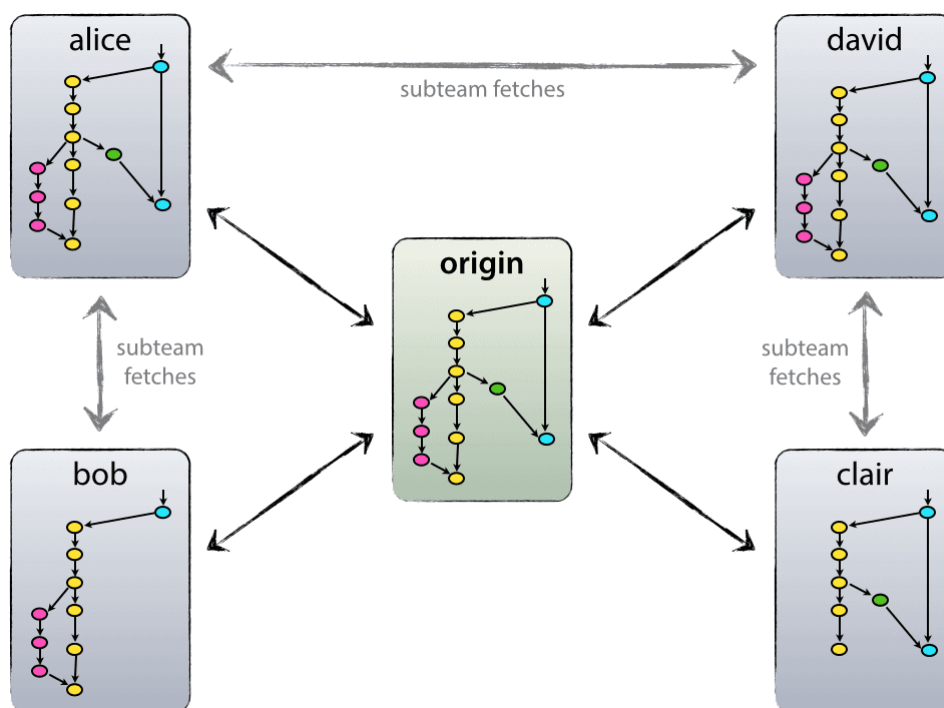 alice
david
subteam fetches
origin
subteam
fetches
subteam
fetches
bob
clair